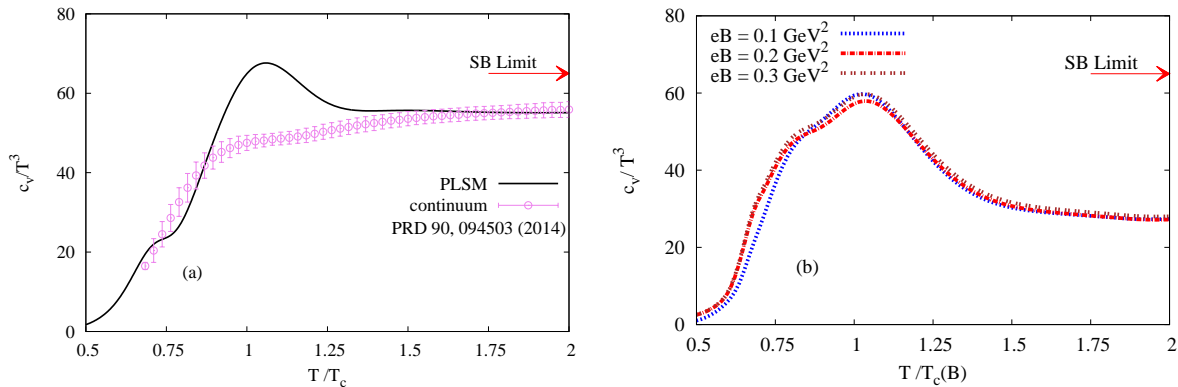 80
60
40
20
0
c_v/T^3
SB Limit
PLSM
continuum
PRD 90, 094503 (2014)
(a)
0.5 0.75 1 1.25 1.5 1.75 2
T /T_c
80
60
40
20
0
c_v/ T^3
eB = 0.1 GeV^2
eB = 0.2 GeV^2
eB = 0.3 GeV^2
SB Limit
(b)
0.5 0.75 1 1.25 1.5 1.75 2
T /T_c(B)